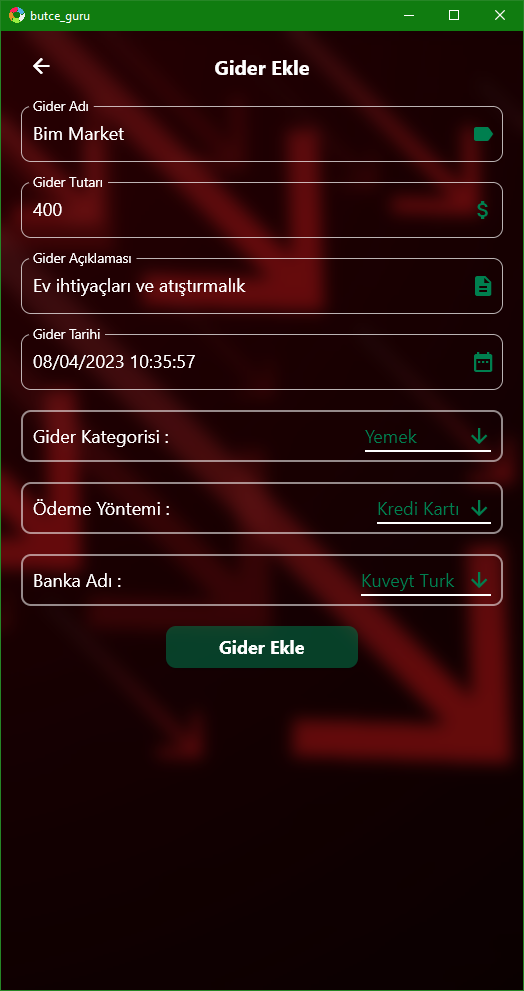 butce_guru
Gider Ekle
Gider Adı
Bim Market
Gider Tutarı
400
Gider Açıklaması
Ev ihtiyaçları ve atıştırmalık
Gider Tarihi
08/04/2023 10:35:57
Gider Kategorisi : Yemek
Ödeme Yöntemi : Kredi Kartı
Banka Adı : Kuveyt Turk
Gider Ekle